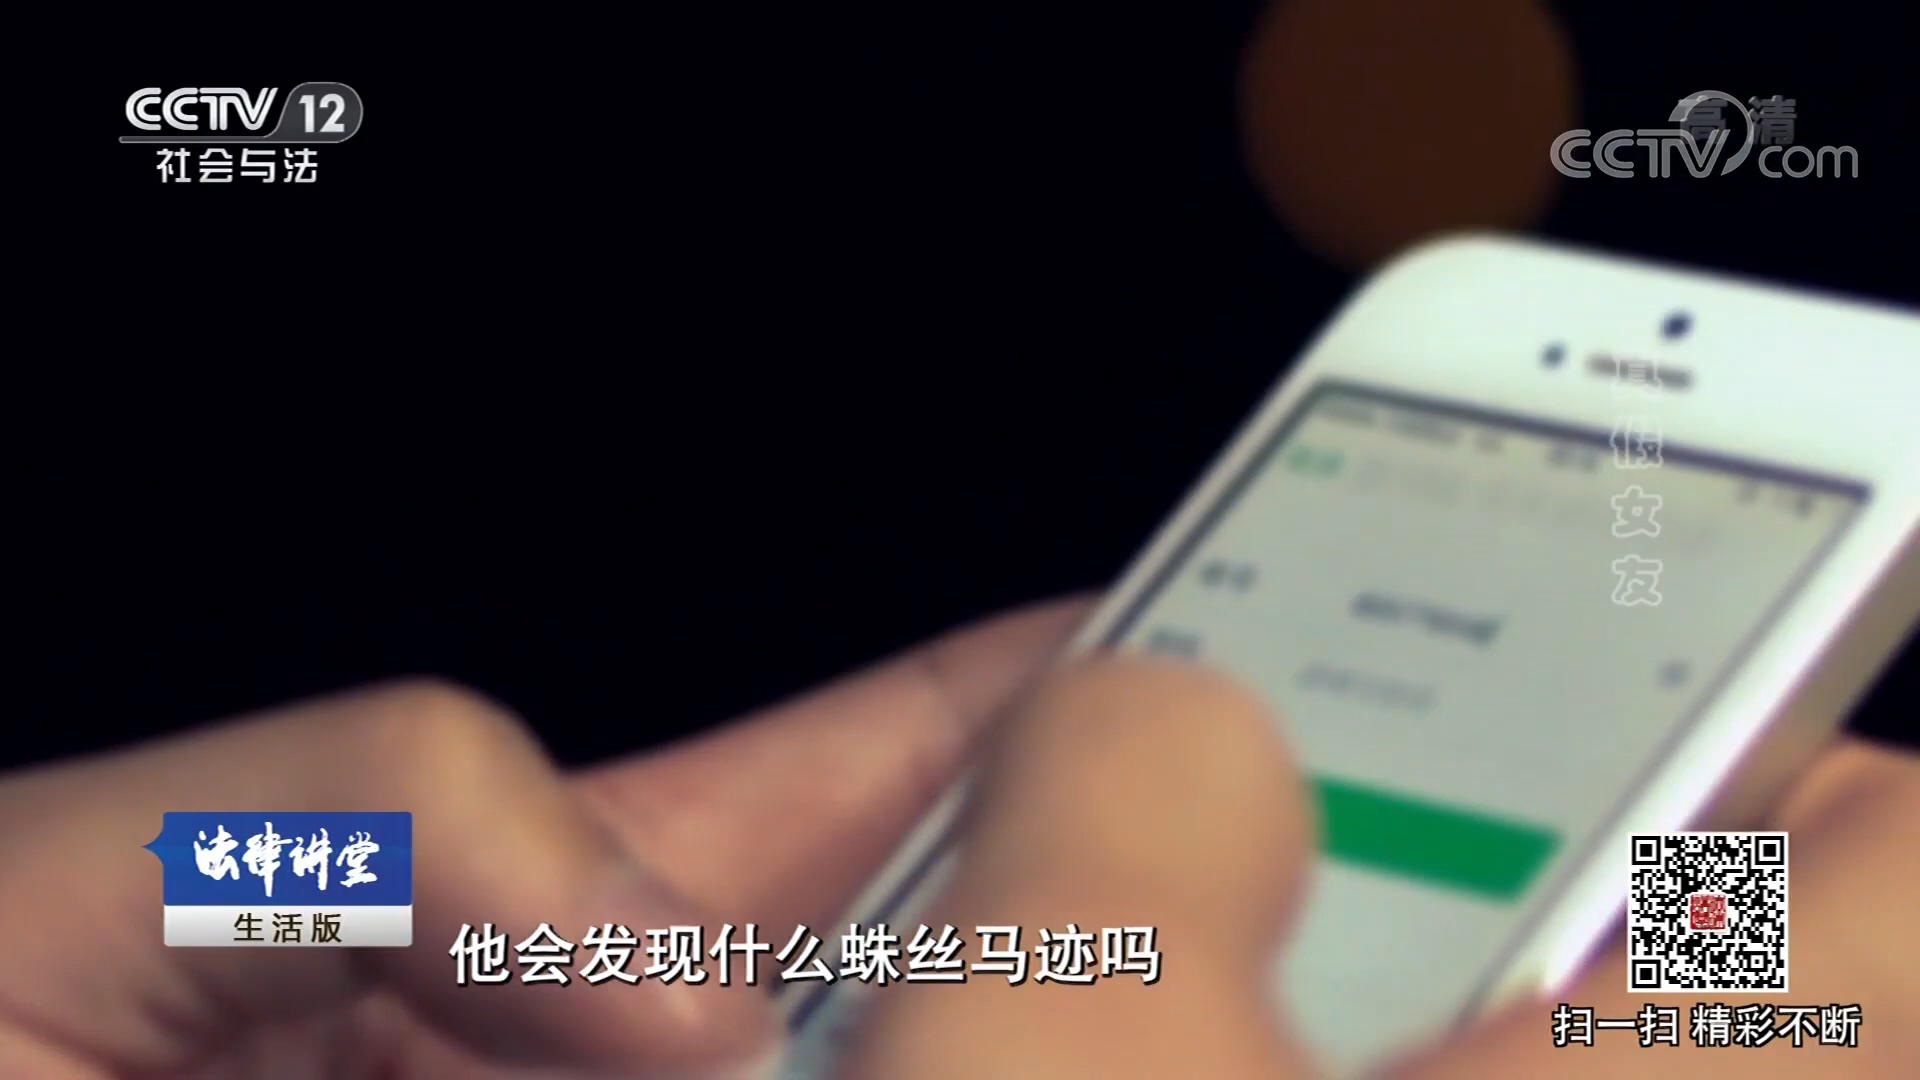 CCTV 12
社会与法
高清
CCTV.com
假女友
法律讲堂
生活版
他会发现什么蛛丝马迹吗
扫一扫 精彩不断